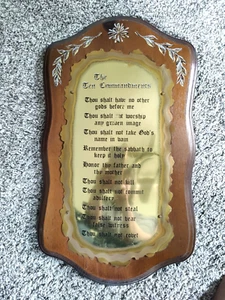 The
Ten Commandments
Thou shalt have no other
gods before me
Thou shalt not worship
any graven image
Thou shalt not take God's
name in vain
Remember the sabbath to
keep it holy
Honor thy father and
thy mother
Thou shalt not kill
Thou shalt not commit
adultery
Thou shalt not steal
Thou shalt not bear
false witness
Thou shalt not covet